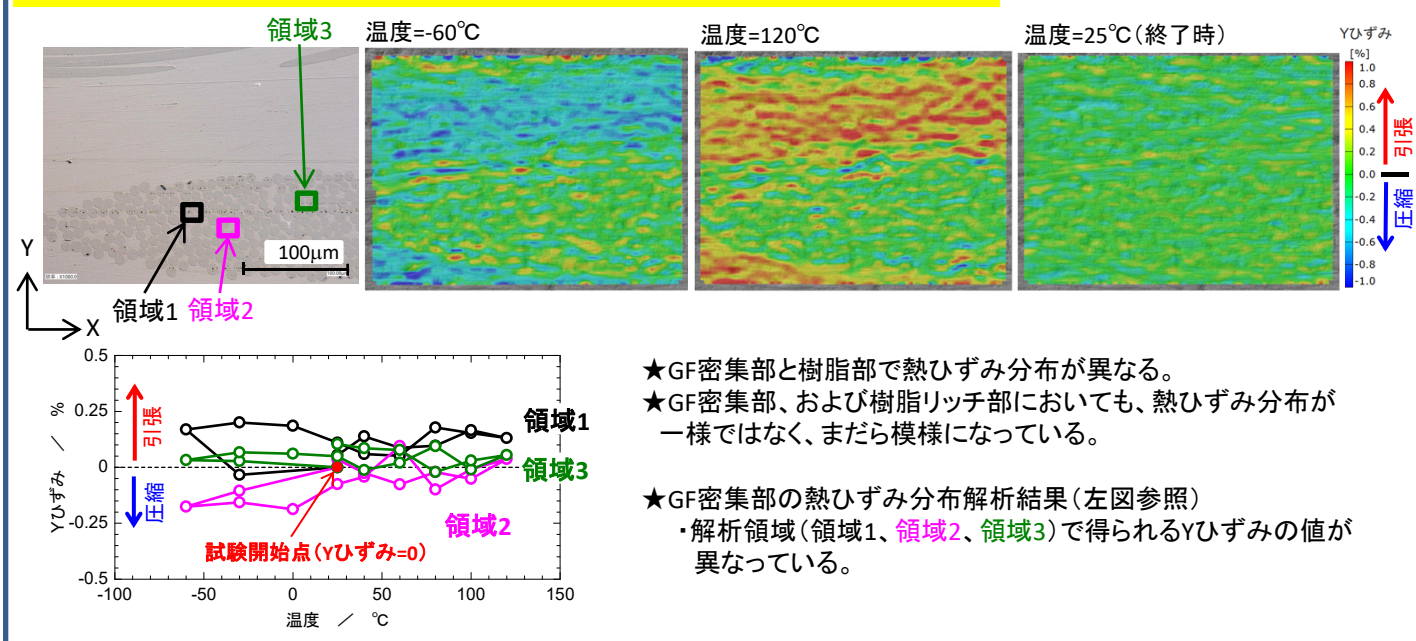 領域3
温度=-60℃
温度=120℃
温度=25℃(終了時)
Yひずみ
[%]
1.0
0.8
0.6
0.4
0.2
0.0
-0.2
-0.4
-0.6
-0.8
-1.0
引張
圧縮
100μm
Y
X
領域1 領域2
0.5
0.25
0
-0.25
-0.5
Yひずみ / %
引張
圧縮
領域1
領域3
領域2
試験開始点(Yひずみ=0)
-100 -50 0 50 100 150
温度 / ℃
★GF密集部と樹脂部で熱ひずみ分布が異なる。
★GF密集部、および樹脂リッチ部においても、熱ひずみ分布が
一様ではなく、まだら模様になっている。
★GF密集部の熱ひずみ分布解析結果(左図参照)
・解析領域(領域1、領域2、領域3)で得られるYひずみの値が
異なっている。